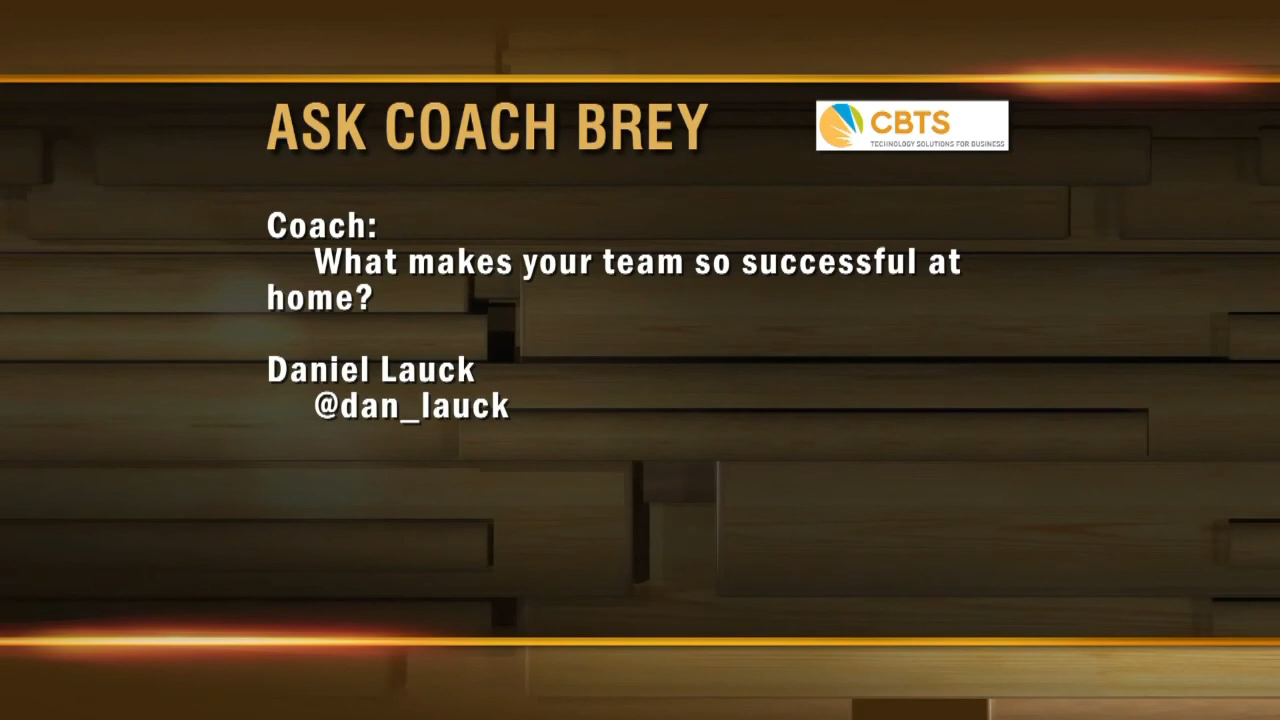 ASK COACH BREY
CBTS
TECHNOLOGY SOLUTIONS FOR BUSINESS
Coach:
What makes your team so successful at
home?
Daniel Lauck
@dan_lauck